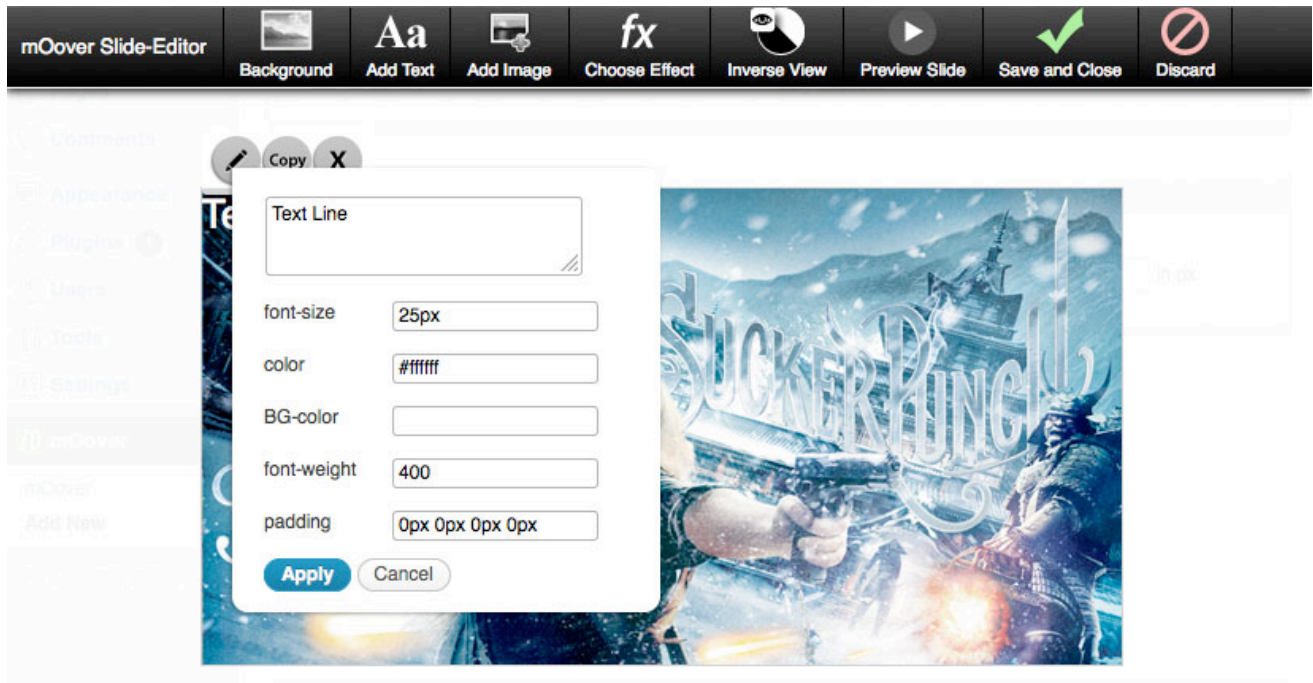 mOover Slide-Editor
Background
Aa
Add Text
Add Image
fx
Choose Effect
Inverse View
Preview Slide
Save and Close
Discard
Comments
Appearance
Plugins 1
Users
Tools
Settings
mOover
mOover
Add New
Copy X
Te
Text Line
font-size 25px
color #ffffff
BG-color
font-weight 400
padding 0px 0px 0px 0px
Apply Cancel
SUCKER PUNCH
in px